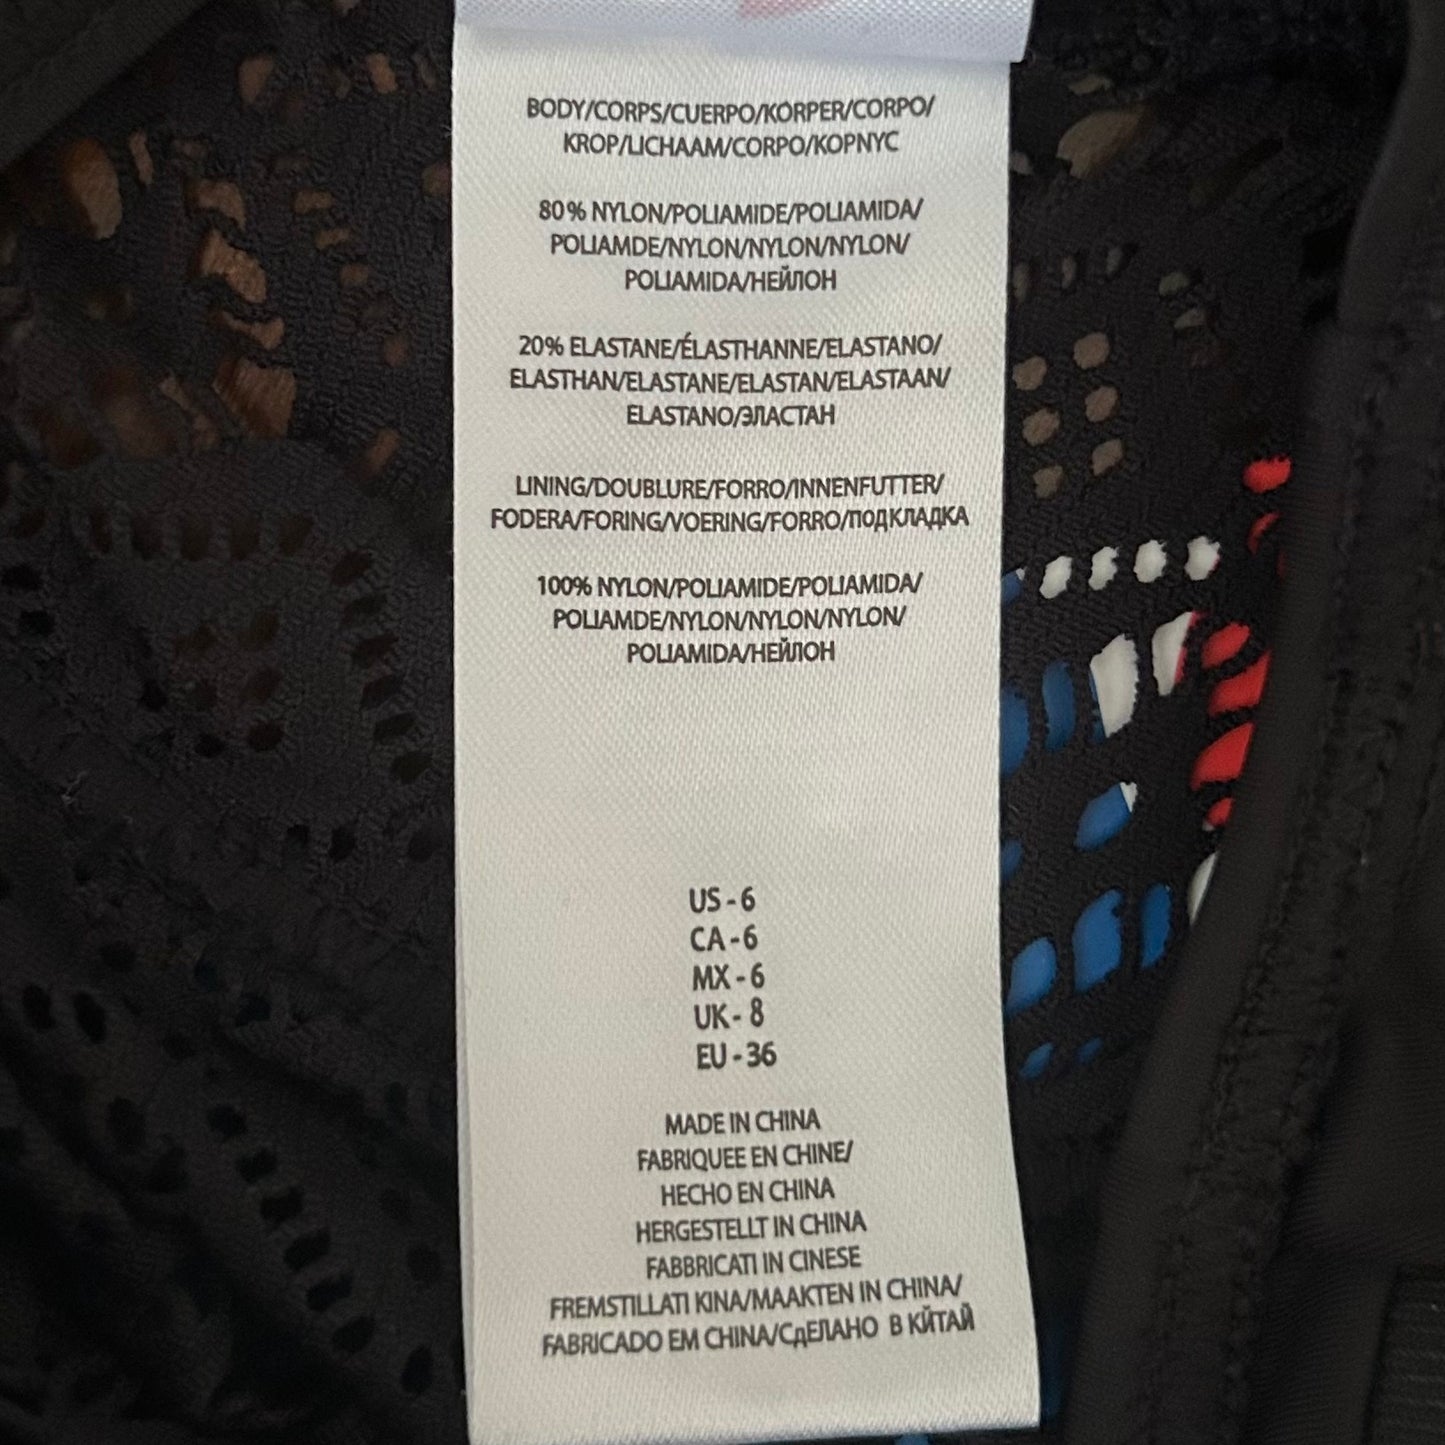 BODY/CORPS/CUERPO/KÖRPER/CORPO/
KROP/LICHAAM/CORPO/KOPNYC
80% NYLON/POLIAMIDE/POLIAMIDA/
POLIAMDE/NYLON/NYLON/NYLON/
POLIAMIDA/НЕЙЛОН
20% ELASTANE/ÉLASTHANNE/ELASTANO/
ELASTHAN/ELASTANE/ELASTAN/ELASTAAN/
ELASTANO/ЭЛАСТАН
LINING/DOUBLURE/FORRO/INNENFUTTER/
FODERA/FORING/VOERING/FORRO/ПОДКЛАДКА
100% NYLON/POLIAMIDE/POLIAMIDA/
POLIAMDE/NYLON/NYLON/NYLON/
POLIAMIDA/НЕЙЛОН
US - 6
CA - 6
MX - 6
UK - 8
EU - 36
MADE IN CHINA
FABRIQUEE EN CHINE/
HECHO EN CHINA
HERGESTELLT IN CHINA
FABBRICATI IN CINESE
FREMSTILLATI KINA/MAAKTEN IN CHINA/
FABRICADO EM CHINA/СдЕЛАНО В КЙТАЙ